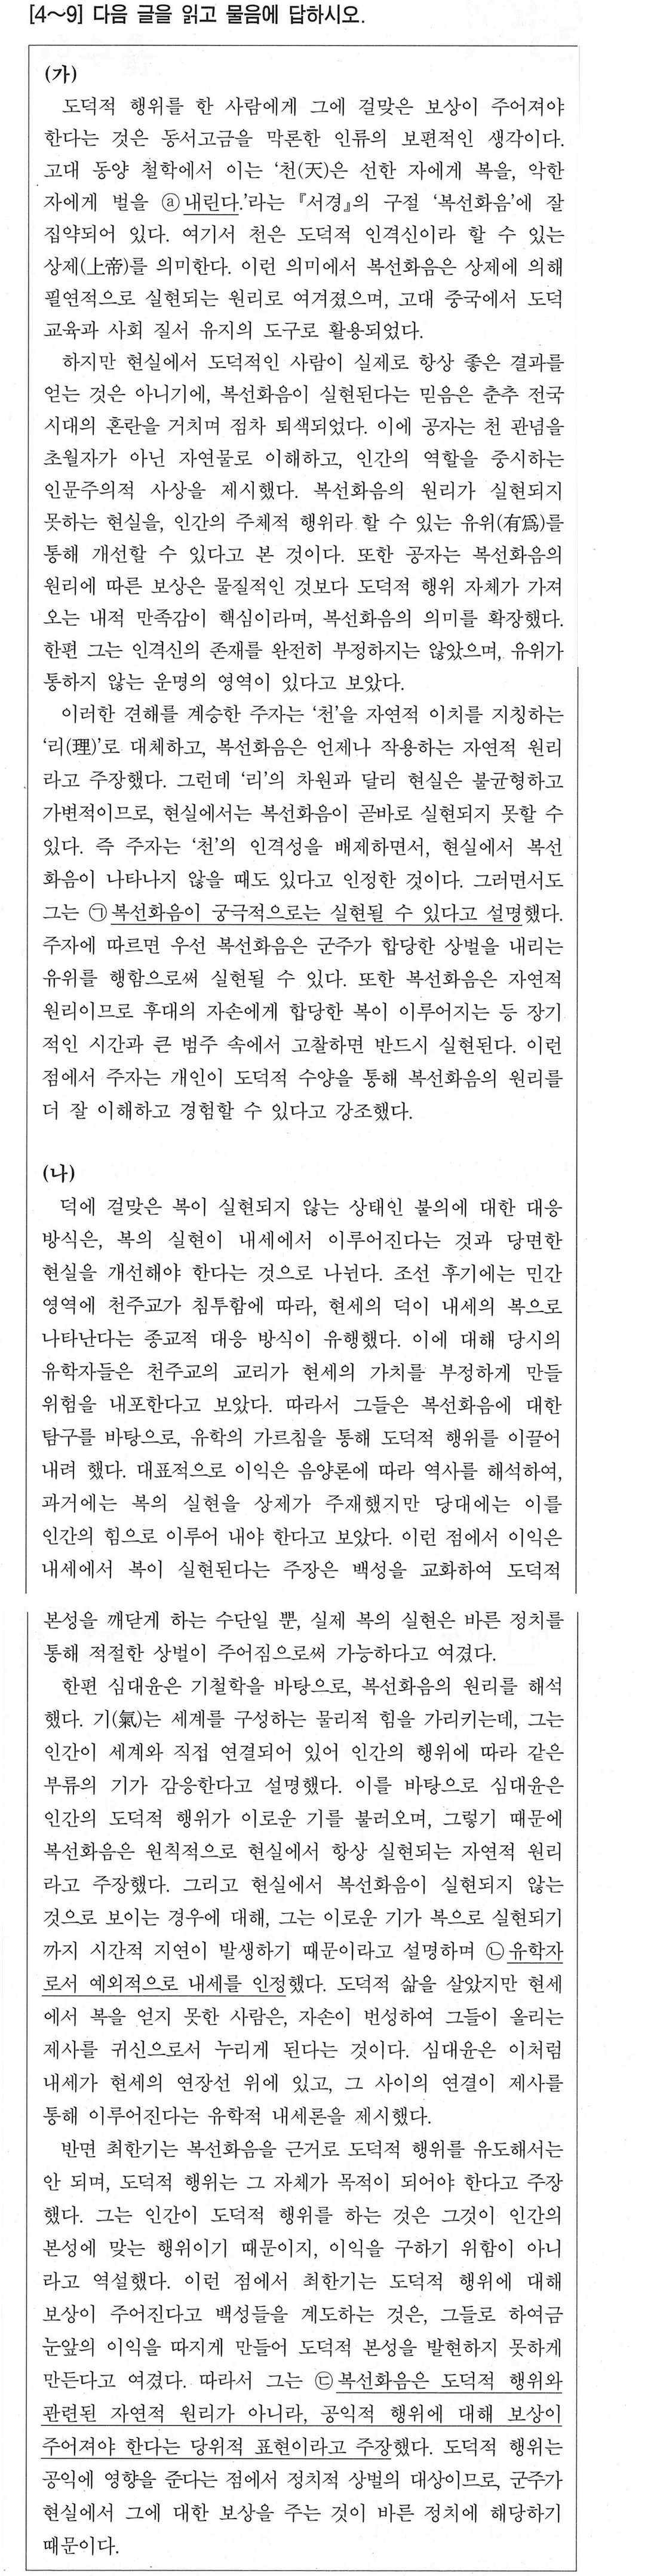 [4～9] 다음 글을 읽고 물음에 답하시오.
(가)
도덕적 행위를 한 사람에게 그에 걸맞은 보상이 주어져야
한다는 것은 동서고금을 막론한 인류의 보편적인 생각이다.
고대 동양 철학에서 이는 ‘천(天)은 선한 자에게 복을, 악한
자에게 벌을 ⓐ내린다.’라는 『서경』의 구절 ‘복선화음’에 잘
집약되어 있다. 여기서 천은 도덕적 인격신이라 할 수 있는
상제(上帝)를 의미한다. 이런 의미에서 복선화음은 상제에 의해
필연적으로 실현되는 원리로 여겨졌으며, 고대 중국에서 도덕
교육과 사회 질서 유지의 도구로 활용되었다.
하지만 현실에서 도덕적인 사람이 실제로 항상 좋은 결과를
얻는 것은 아니기에, 복선화음이 실현된다는 믿음은 춘추 전국
시대의 혼란을 거치며 점차 퇴색되었다. 이에 공자는 천 관념을
초월자가 아닌 자연물로 이해하고, 인간의 역할을 중시하는
인문주의적 사상을 제시했다. 복선화음의 원리가 실현되지
못하는 현실을, 인간의 주체적 행위라 할 수 있는 유위(有爲)를
통해 개선할 수 있다고 본 것이다. 또한 공자는 복선화음의
원리에 따른 보상은 물질적인 것보다 도덕적 행위 자체가 가져
오는 내적 만족감이 핵심이라며, 복선화음의 의미를 확장했다.
한편 그는 인격신의 존재를 완전히 부정하지는 않았으며, 유위가
통하지 않는 운명의 영역이 있다고 보았다.
이러한 견해를 계승한 주자는 ‘천’을 자연적 이치를 지칭하는
‘리(理)’로 대체하고, 복선화음은 언제나 작용하는 자연적 원리
라고 주장했다. 그런데 ‘리’의 차원과 달리 현실은 불균형하고
가변적이므로, 현실에서는 복선화음이 곧바로 실현되지 못할 수
있다. 즉 주자는 ‘천’의 인격성을 배제하면서, 현실에서 복선
화음이 나타나지 않을 때도 있다고 인정한 것이다. 그러면서도
그는 ㉠복선화음이 궁극적으로는 실현될 수 있다고 설명했다.
주자에 따르면 우선 복선화음은 군주가 합당한 상벌을 내리는
유위를 행함으로써 실현될 수 있다. 또한 복선화음은 자연적
원리이므로 후대의 자손에게 합당한 복이 이루어지는 등 장기
적인 시간과 큰 범주 속에서 고찰하면 반드시 실현된다. 이런
점에서 주자는 개인이 도덕적 수양을 통해 복선화음의 원리를
더 잘 이해하고 경험할 수 있다고 강조했다.
(나)
덕에 걸맞은 복이 실현되지 않는 상태인 불의에 대한 대응
방식은, 복의 실현이 내세에서 이루어진다는 것과 당면한
현실을 개선해야 한다는 것으로 나뉜다. 조선 후기에는 민간
영역에 천주교가 침투함에 따라, 현세의 덕이 내세의 복으로
나타난다는 종교적 대응 방식이 유행했다. 이에 대해 당시의
유학자들은 천주교의 교리가 현세의 가치를 부정하게 만들
위험을 내포한다고 보았다. 따라서 그들은 복선화음에 대한
탐구를 바탕으로, 유학의 가르침을 통해 도덕적 행위를 이끌어
내려 했다. 대표적으로 이익은 음양론에 따라 역사를 해석하여,
과거에는 복의 실현을 상제가 주재했지만 당대에는 이를
인간의 힘으로 이루어 내야 한다고 보았다. 이런 점에서 이익은
내세에서 복이 실현된다는 주장은 백성을 교화하여 도덕적
본성을 깨닫게 하는 수단일 뿐, 실제 복의 실현은 바른 정치를
통해 적절한 상벌이 주어짐으로써 가능하다고 여겼다.
한편 심대윤은 기철학을 바탕으로, 복선화음의 원리를 해석
했다. 기(氣)는 세계를 구성하는 물리적 힘을 가리키는데, 그는
인간이 세계와 직접 연결되어 있어 인간의 행위에 따라 같은
부류의 기가 감응한다고 설명했다. 이를 바탕으로 심대윤은
인간의 도덕적 행위가 이로운 기를 불러오며, 그렇기 때문에
복선화음은 원칙적으로 현실에서 항상 실현되는 자연적 원리
라고 주장했다. 그리고 현실에서 복선화음이 실현되지 않는
것으로 보이는 경우에 대해, 그는 이로운 기가 복으로 실현되기
까지 시간적 지연이 발생하기 때문이라고 설명하며 ㉡유학자
로서 예외적으로 내세를 인정했다. 도덕적 삶을 살았지만 현세
에서 복을 얻지 못한 사람은, 자손이 번성하여 그들이 올리는
제사를 귀신으로서 누리게 된다는 것이다. 심대윤은 이처럼
내세가 현세의 연장선 위에 있고, 그 사이의 연결이 제사를
통해 이루어진다는 유학적 내세론을 제시했다.
반면 최한기는 복선화음을 근거로 도덕적 행위를 유도해서는
안 되며, 도덕적 행위는 그 자체가 목적이 되어야 한다고 주장
했다. 그는 인간이 도덕적 행위를 하는 것은 그것이 인간의
본성에 맞는 행위이기 때문이지, 이익을 구하기 위함이 아니
라고 역설했다. 이런 점에서 최한기는 도덕적 행위에 대해
보상이 주어진다고 백성들을 계도하는 것은, 그들로 하여금
눈앞의 이익을 따지게 만들어 도덕적 본성을 발현하지 못하게
만든다고 여겼다. 따라서 그는 ㉢복선화음은 도덕적 행위와
관련된 자연적 원리가 아니라, 공익적 행위에 대해 보상이
주어져야 한다는 당위적 표현이라고 주장했다. 도덕적 행위는
공익에 영향을 준다는 점에서 정치적 상벌의 대상이므로, 군주가
현실에서 그에 대한 보상을 주는 것이 바른 정치에 해당하기
때문이다.